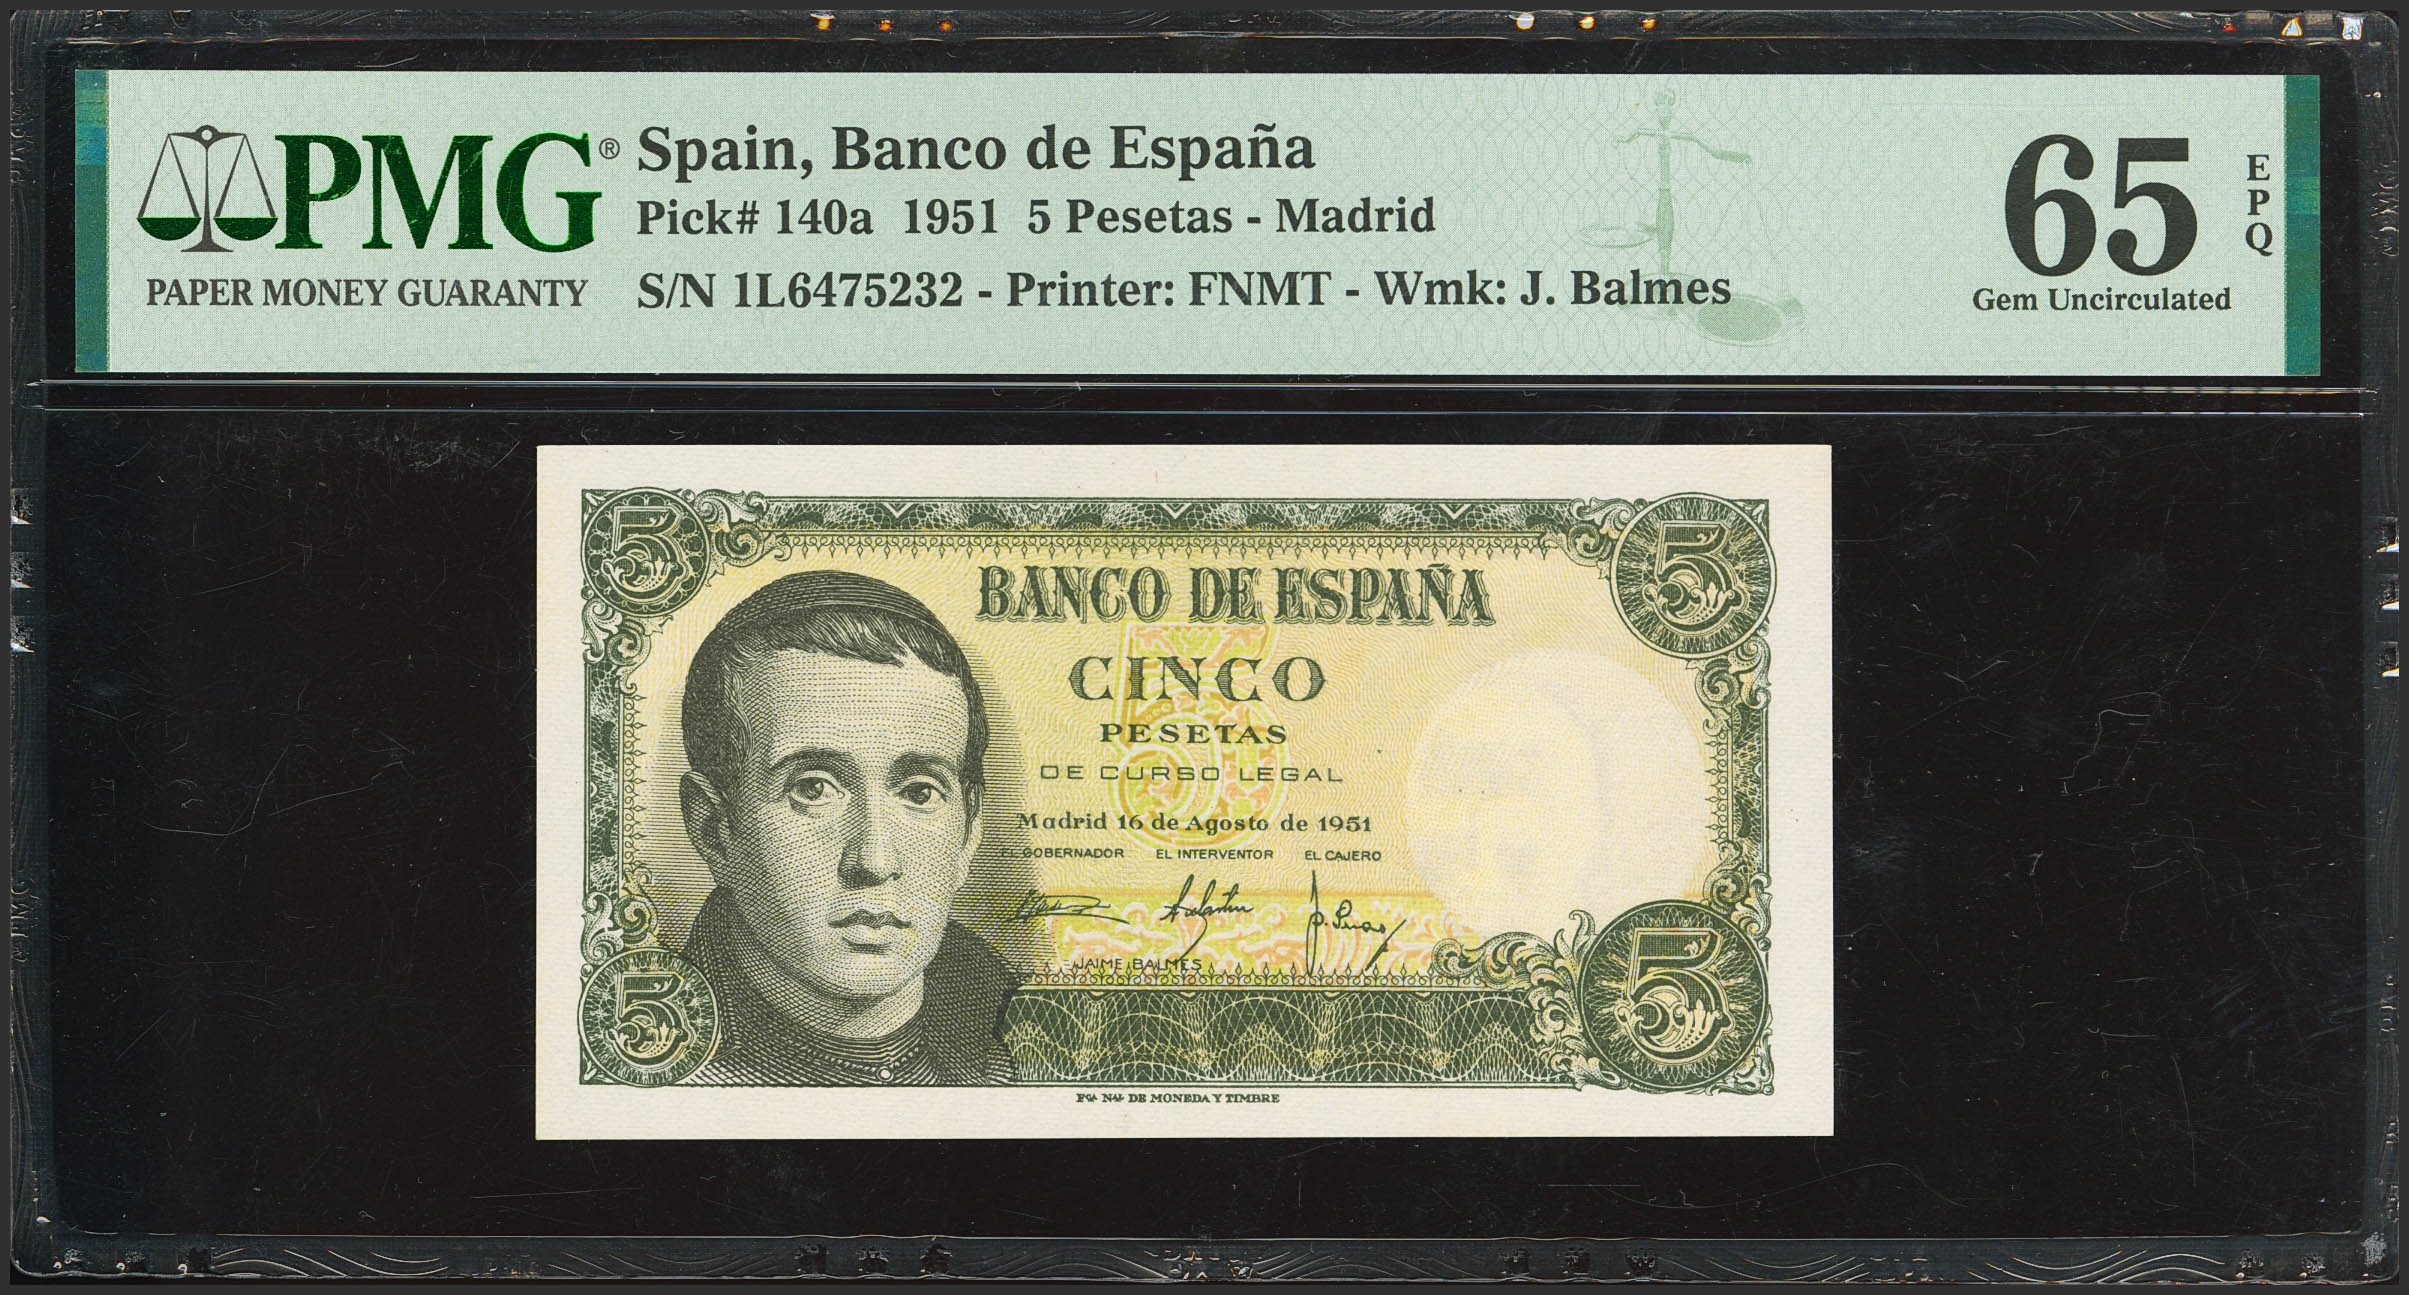 PMG®
PAPER MONEY GUARANTY
Spain, Banco de España
Pick# 140a 1951 5 Pesetas - Madrid
S/N 1L6475232 - Printer: FNMT - Wmk: J. Balmes
65
EPQ
Gem Uncirculated
5
5
BANCO DE ESPAÑA
CINCO
PESETAS
DE CURSO LEGAL
Madrid 16 de Agosto de 1951
EL GOBERNADOR EL INTERVENTOR EL CAJERO
JAIME BALMES
5
5
FCA NAL DE MONEDA Y TIMBRE